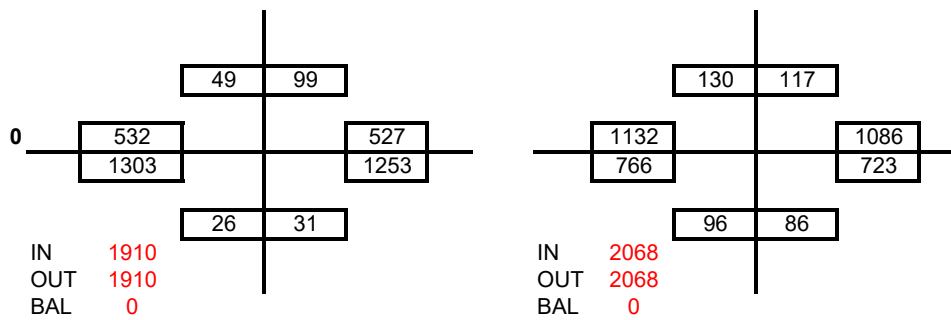 49 99 130 117
0 532 527 1132 1086
1303 1253 766 723
26 31 96 86
IN 1910 IN 2068
OUT 1910 OUT 2068
BAL 0 BAL 0